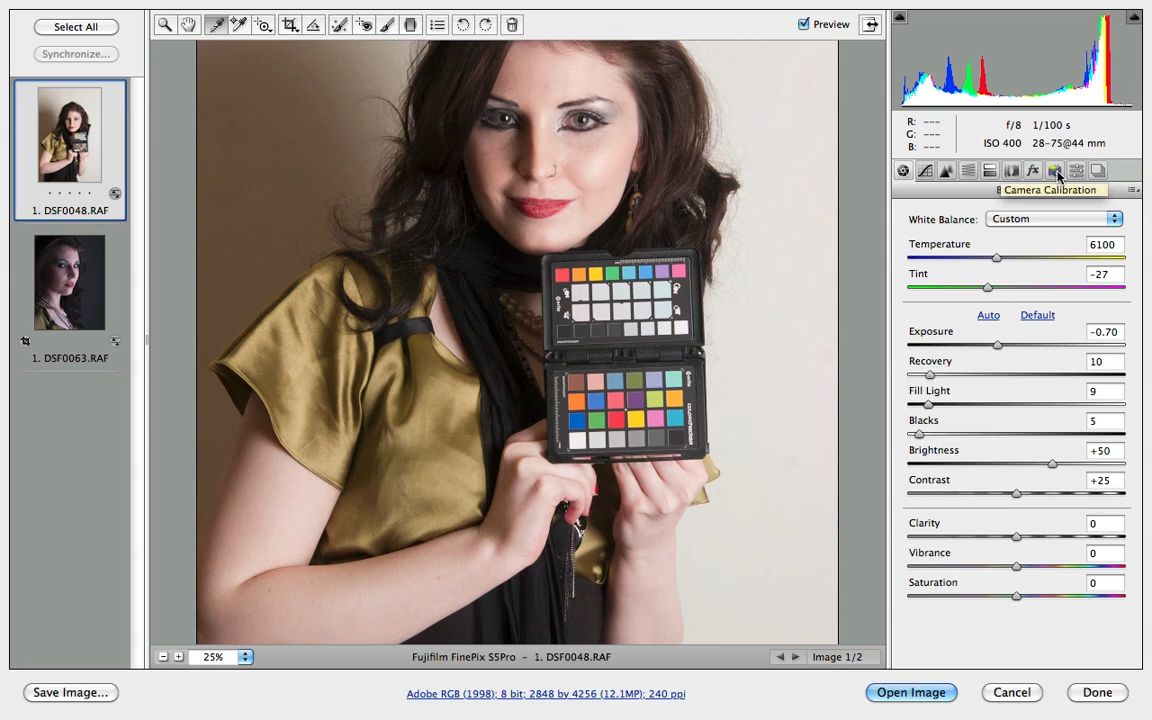 Select All
Synchronize...
1. DSF0048.RAF
1. DSF0063.RAF
Preview
Fujifilm FinePix S5Pro - 1. DSF0048.RAF
25%
Image 1/2
R: ---
G: ---
B: ---
f/8 1/100 s
ISO 400 28-75@44 mm
fx
Camera Calibration
White Balance: Custom
Temperature 6100
Tint -27
Auto Default
Exposure -0.70
Recovery 10
Fill Light 9
Blacks 5
Brightness +50
Contrast +25
Clarity 0
Vibrance 0
Saturation 0
Save Image...
Adobe RGB (1998); 8 bit; 2848 by 4256 (12.1MP); 240 ppi
Open Image
Cancel
Done